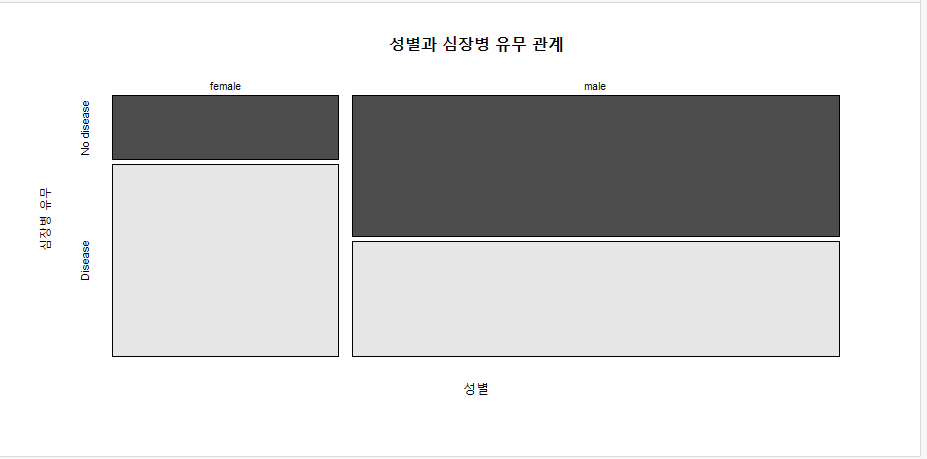 성별과 심장병 유무 관계
female
male
No disease
심장병 유무
Disease
성별